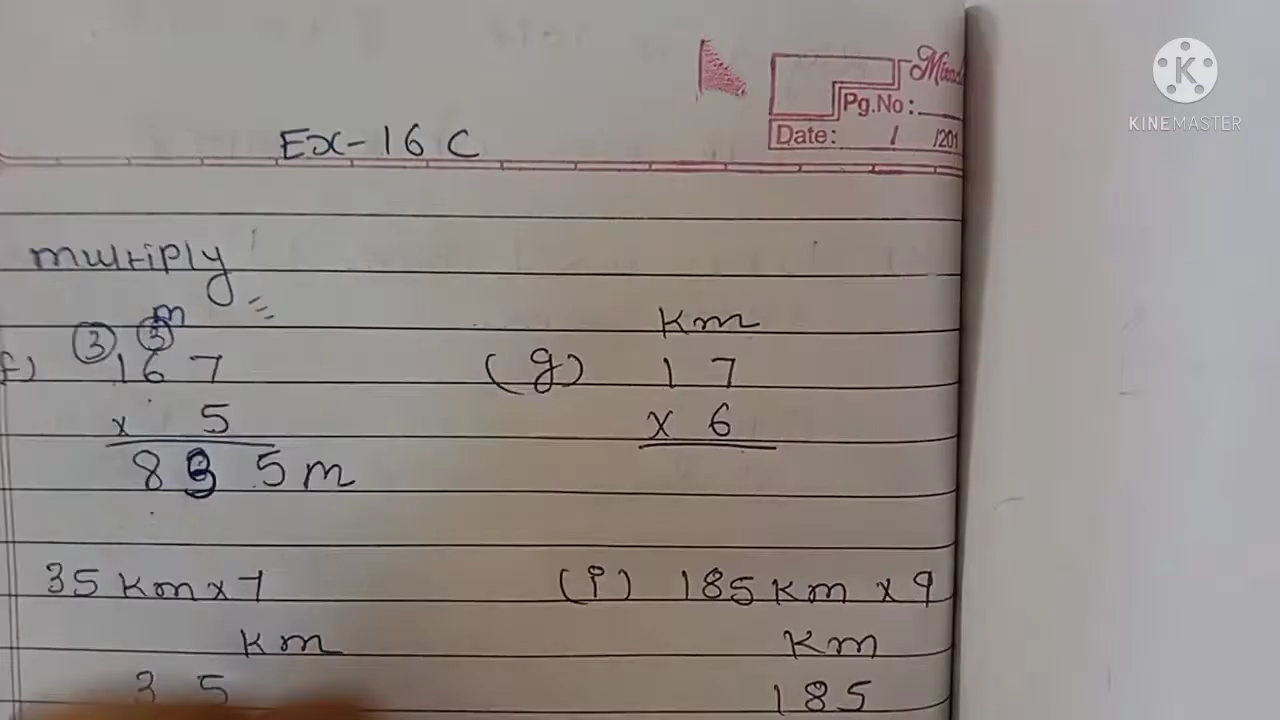 KINEMASTER
Pg.No:
Date: / /201
Ex-16 C
multiply
m
3 3
f) 167
x 5
835m
Km
(g) 17
x 6
35 Km x 7
Km
35
(i) 185 Km x 9
Km
185